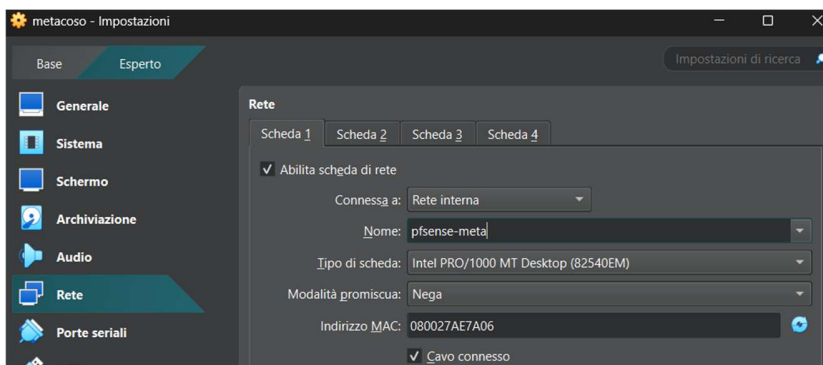 metacoso - Impostazioni
Base Esperto Impostazioni di ricerca
Generale
Sistema
Schermo
Archiviazione
Audio
Rete
Porte seriali
Rete
Scheda 1 Scheda 2 Scheda 3 Scheda 4
Abilita scheda di rete
Connessa a: Rete interna
Nome: pfsense-meta
Tipo di scheda: Intel PRO/1000 MT Desktop (82540EM)
Modalità promiscua: Nega
Indirizzo MAC: 080027AE7A06
Cavo connesso